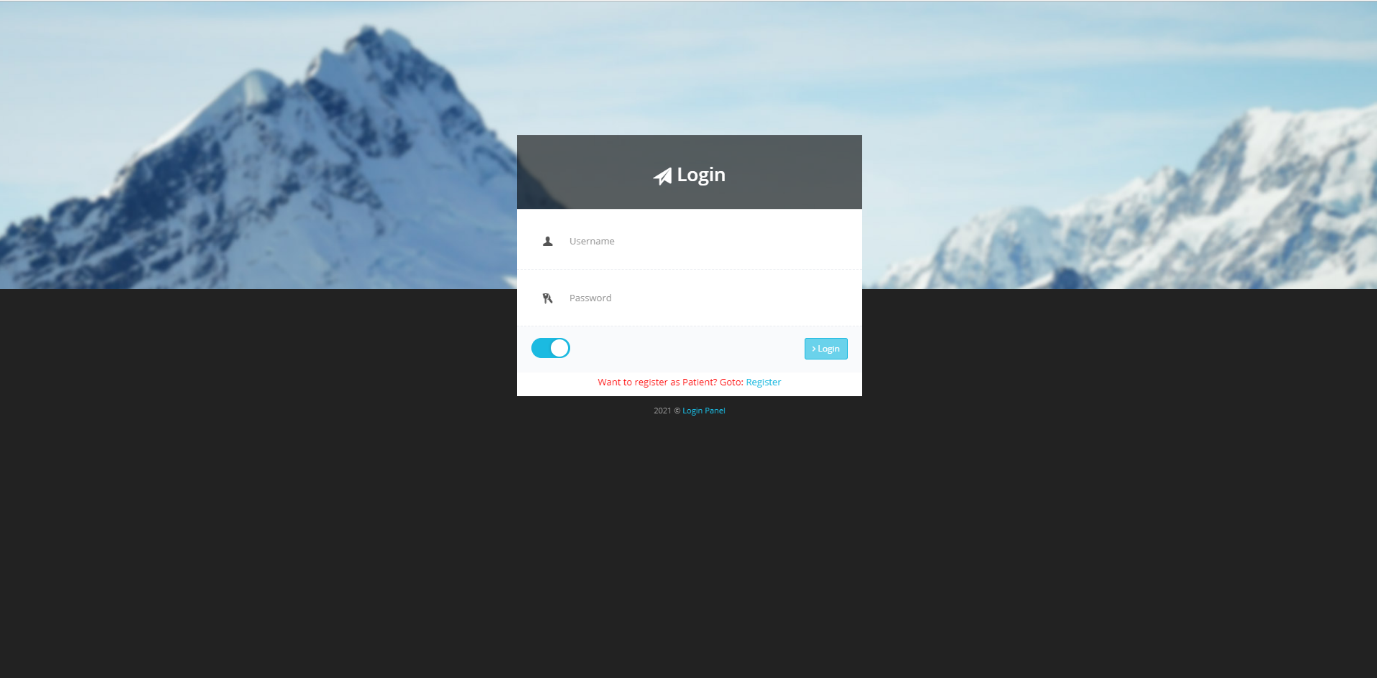 Login
Username
Password
› Login
Want to register as Patient? Goto: Register
2021 © Login Panel